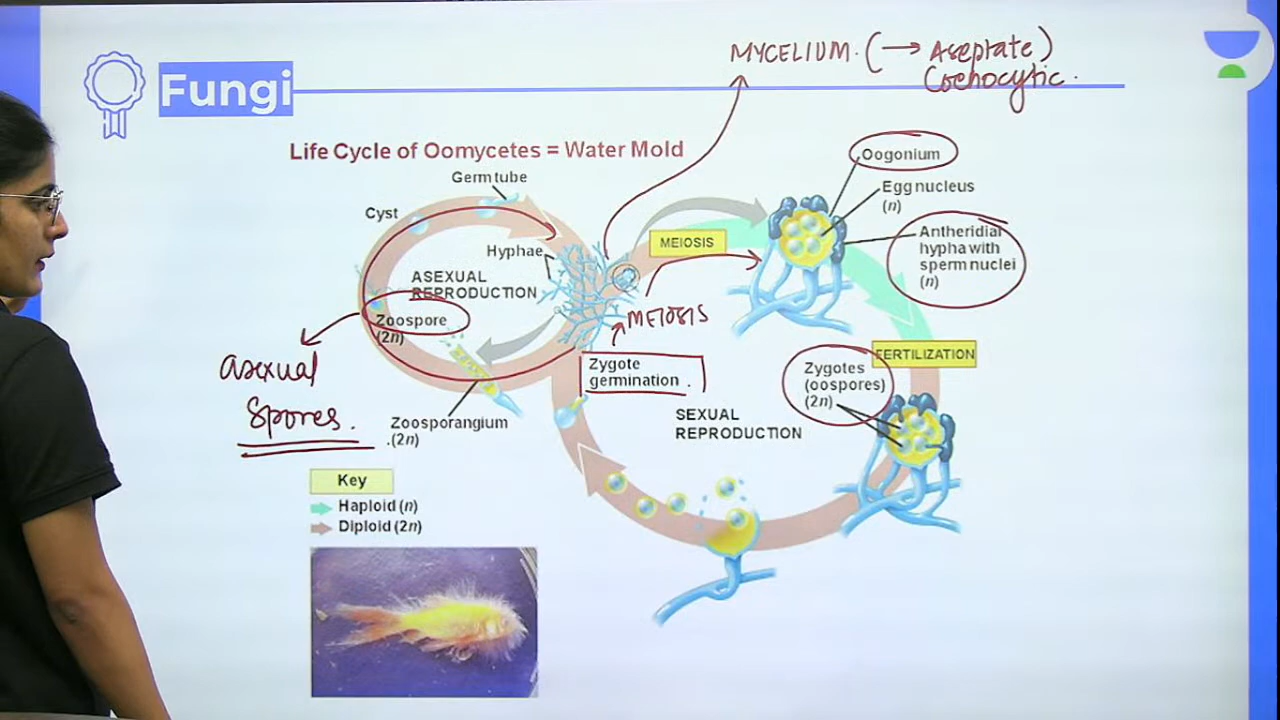 MYCELIUM. (→ Aseptate)
Coenocytic.
Fungi
Life Cycle of Oomycetes = Water Mold
Germ tube
Cyst
Hyphae
ASEXUAL
REPRODUCTION
Zoospore
(2n)
asexual
Spores.
Zoosporangium
(2n)
MEIOSIS
MEIOSIS
Oogonium
Egg nucleus
(n)
Antheridial
hypha with
sperm nuclei
(n)
FERTILIZATION
Zygote
germination
Zygotes
(oospores)
(2n)
SEXUAL
REPRODUCTION
Key
Haploid (n)
Diploid (2n)